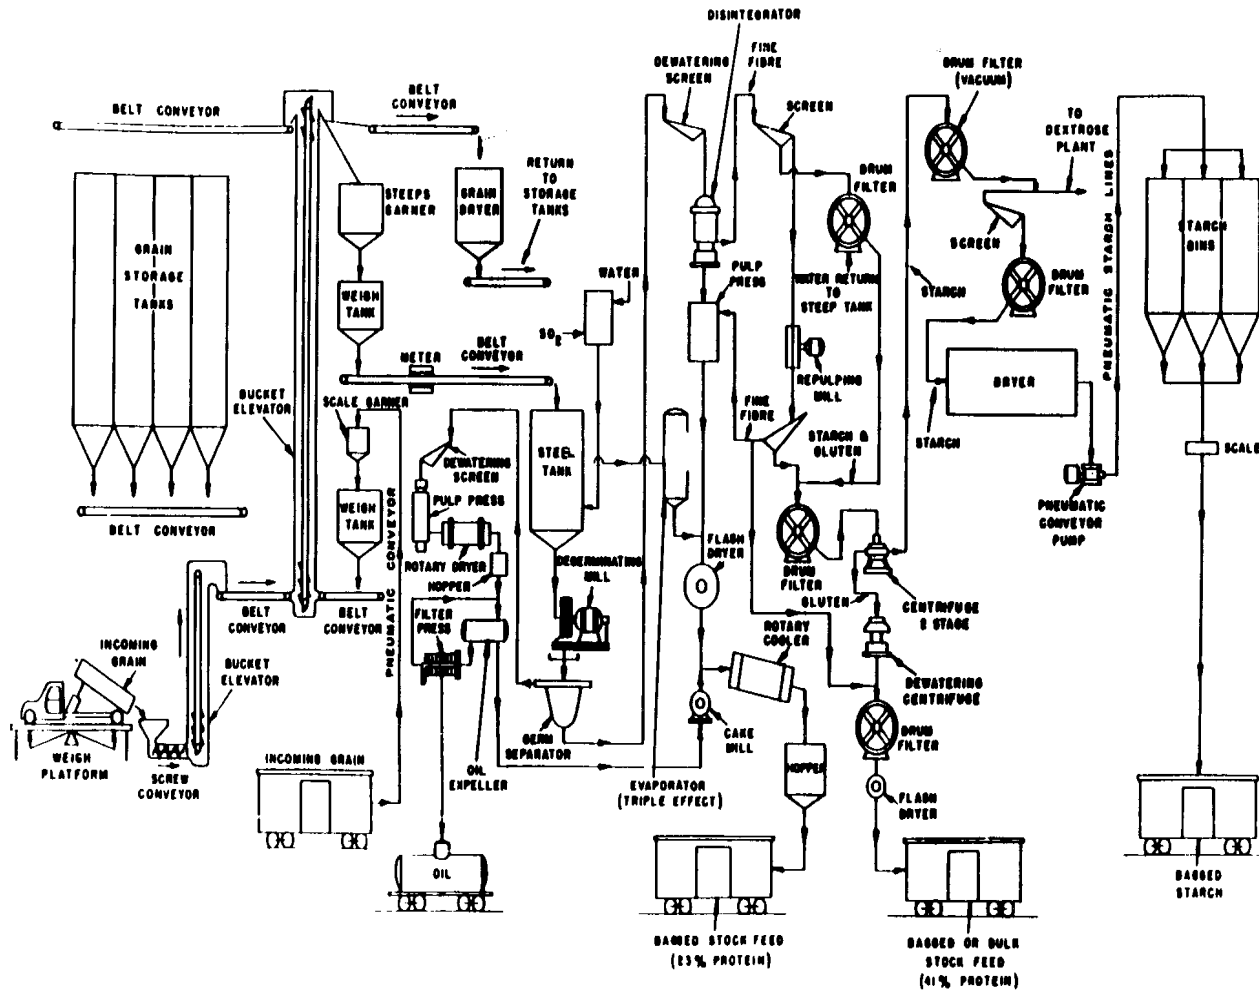 DISINTEGRATOR
FINE
FIBRE
DEWATERING
SCREEN
SCREEN
DRUM FILTER
(VACUUM)
TO
DEXTROSE
PLANT
BELT CONVEYOR
BELT
CONVEYOR
STEEPS
GARNER
GRAIN
DRYER
RETURN
TO
STORAGE
TANKS
DRUM
FILTER
PNEUMATIC STARCH LINES
GRAIN
STORAGE
TANKS
STARCH
BINS
SCREEN
WATER
PULP
PRESS
WATER RETURN
TO
STEEP TANK
STARCH
DRUM
FILTER
WEIGH
TANK
SO2
METER
BELT
CONVEYOR
REPULPING
MILL
DRYER
BUCKET
ELEVATOR
SCALE GARNER
FINE
FIBRE
STARCH &
GLUTEN
STARCH
SCALE
DEWATERING
SCREEN
STEEP
TANK
PULP PRESS
WEIGH
TANK
BELT CONVEYOR
PNEUMATIC
CONVEYOR
PUMP
PNEUMATIC CONVEYOR
ROTARY DRYER
HOPPER
DEGERMINATING
MILL
FLASH
DRYER
DRUM
FILTER
GLUTEN
CENTRIFUGE
2 STAGE
BELT
CONVEYOR
BELT
CONVEYOR
FILTER
PRESS
ROTARY
COOLER
INCOMING
GRAIN
BUCKET
ELEVATOR
DEWATERING
CENTRIFUGE
WEIGH
PLATFORM
SCREW
CONVEYOR
INCOMING GRAIN
OIL
EXPELLER
GERM
SEPARATOR
CAKE
MILL
DRUM
FILTER
HOPPER
EVAPORATOR
(TRIPLE EFFECT)
FLASH
DRYER
OIL
BAGGED
STARCH
BAGGED STOCK FEED
(23% PROTEIN)
BAGGED OR BULK
STOCK FEED
(41% PROTEIN)